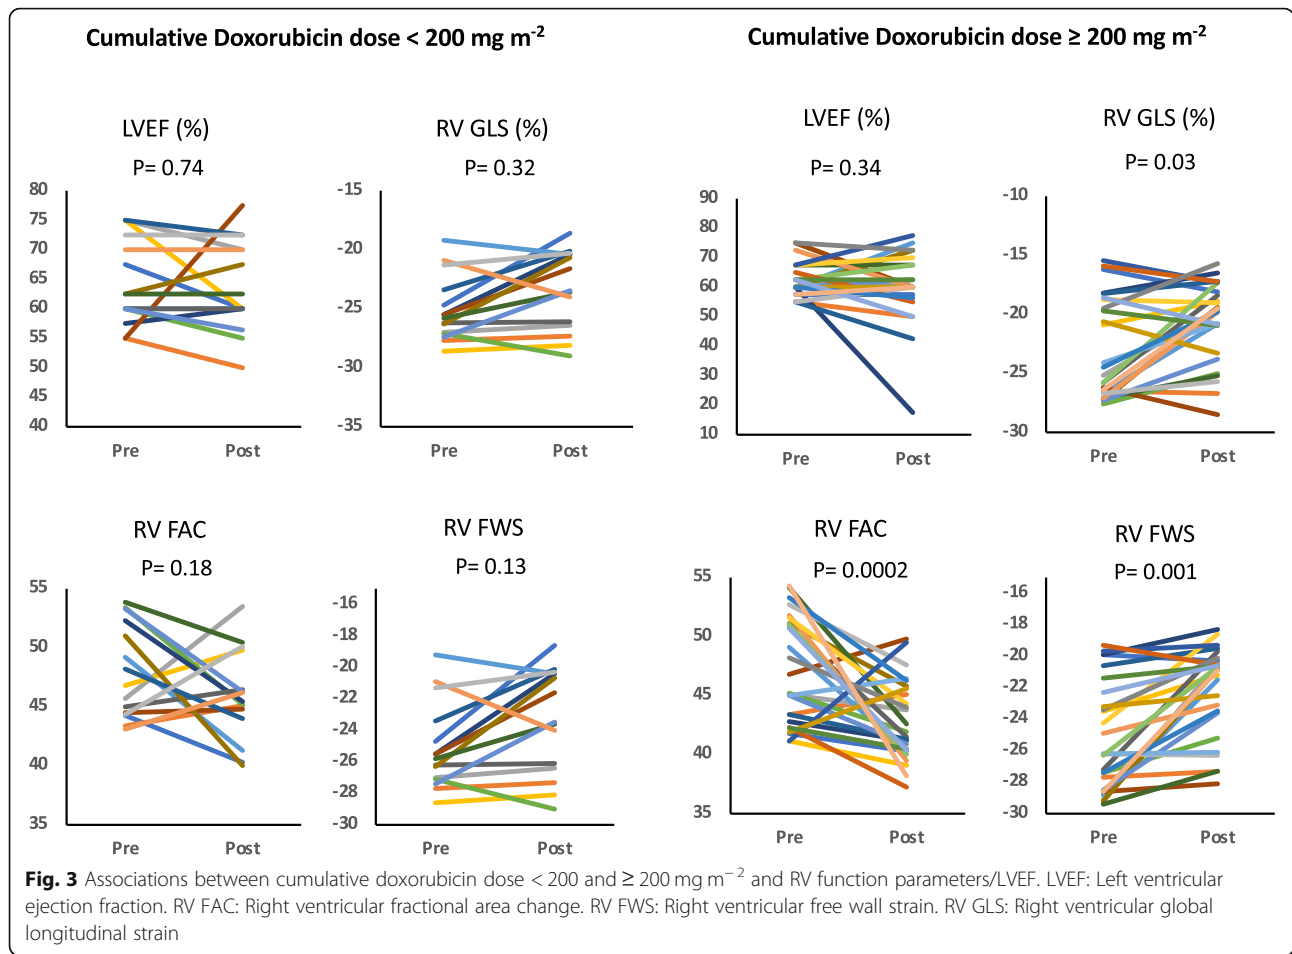 Cumulative Doxorubicin dose < 200 mg m-2
Cumulative Doxorubicin dose ≥ 200 mg m-2
LVEF (%)
P= 0.74
80
75
70
65
60
55
50
45
40
Pre
Post
RV GLS (%)
P= 0.32
-15
-20
-25
-30
-35
Pre
Post
LVEF (%)
P= 0.34
90
80
70
60
50
40
30
20
10
Pre
Post
RV GLS (%)
P= 0.03
-10
-15
-20
-25
-30
Pre
Post
RV FAC
P= 0.18
55
50
45
40
35
Pre
Post
RV FWS
P= 0.13
-16
-18
-20
-22
-24
-26
-28
-30
Pre
Post
RV FAC
P= 0.0002
55
50
45
40
35
Pre
Post
RV FWS
P= 0.001
-16
-18
-20
-22
-24
-26
-28
-30
Pre
Post
Fig. 3 Associations between cumulative doxorubicin dose < 200 and ≥ 200 mg m− 2 and RV function parameters/LVEF. LVEF: Left ventricular
ejection fraction. RV FAC: Right ventricular fractional area change. RV FWS: Right ventricular free wall strain. RV GLS: Right ventricular global
longitudinal strain